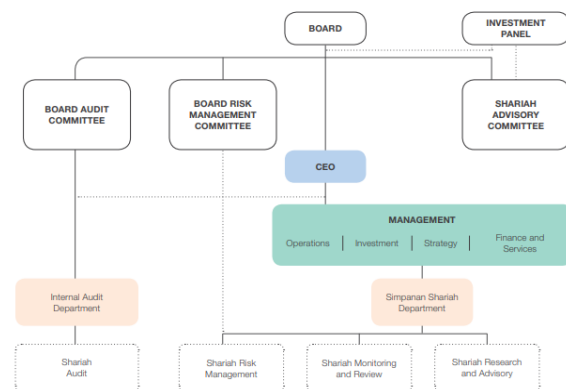 BOARD
INVESTMENT
PANEL
BOARD AUDIT
COMMITTEE
BOARD RISK
MANAGEMENT
COMMITTEE
SHARIAH
ADVISORY
COMMITTEE
CEO
MANAGEMENT
Operations
Investment
Strategy
Finance and
Services
Internal Audit
Department
Simpanan Shariah
Department
Shariah
Audit
Shariah Risk
Management
Shariah Monitoring
and Review
Shariah Research
and Advisory